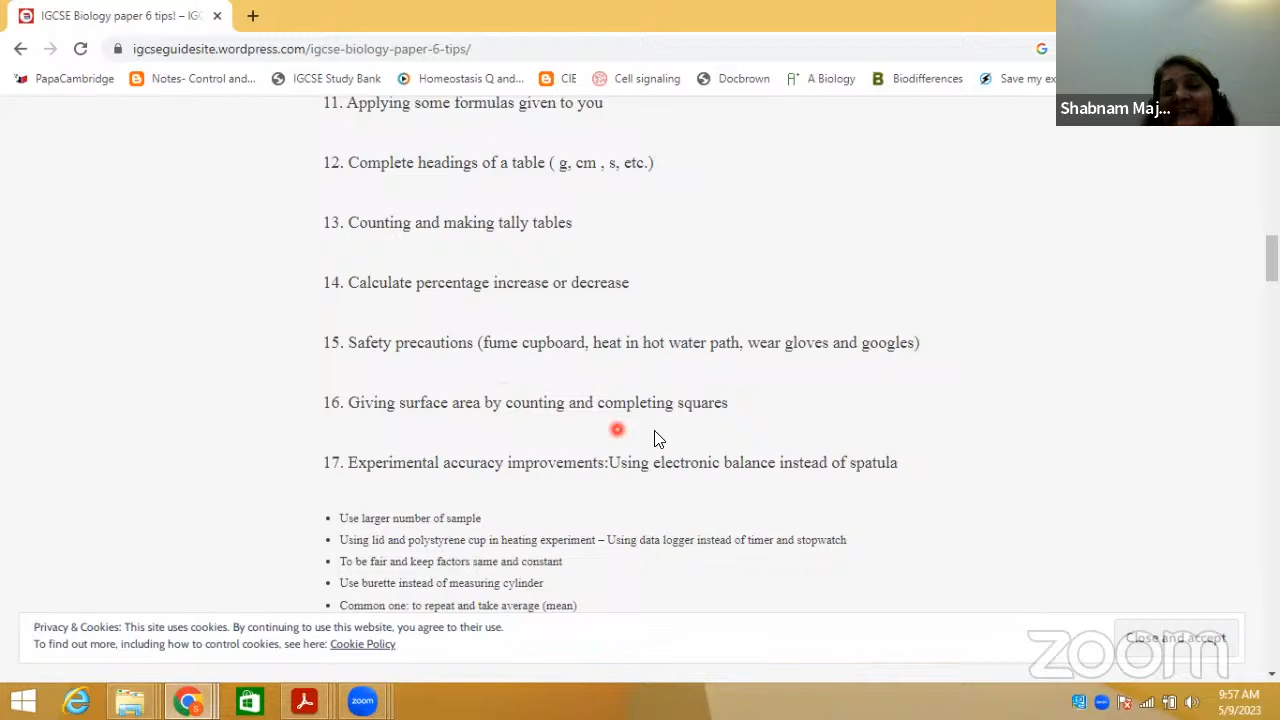 IGCSE Biology paper 6 tips! – IG
igcseguidesite.wordpress.com/igcse-biology-paper-6-tips/
PapaCambridge
Notes- Control and...
IGCSE Study Bank
Homeostasis Q and...
CIE
Cell signaling
Docbrown
A Biology
Biodifferences
Save my ex
Shabnam Maj...
11. Applying some formulas given to you
12. Complete headings of a table ( g, cm , s, etc.)
13. Counting and making tally tables
14. Calculate percentage increase or decrease
15. Safety precautions (fume cupboard, heat in hot water path, wear gloves and googles)
16. Giving surface area by counting and completing squares
17. Experimental accuracy improvements:Using electronic balance instead of spatula
• Use larger number of sample
• Using lid and polystyrene cup in heating experiment – Using data logger instead of timer and stopwatch
• To be fair and keep factors same and constant
• Use burette instead of measuring cylinder
• Common one: to repeat and take average (mean)
Privacy & Cookies: This site uses cookies. By continuing to use this website, you agree to their use.
To find out more, including how to control cookies, see here: Cookie Policy
Close and accept
zoom
zoom
9:57 AM
5/9/2023